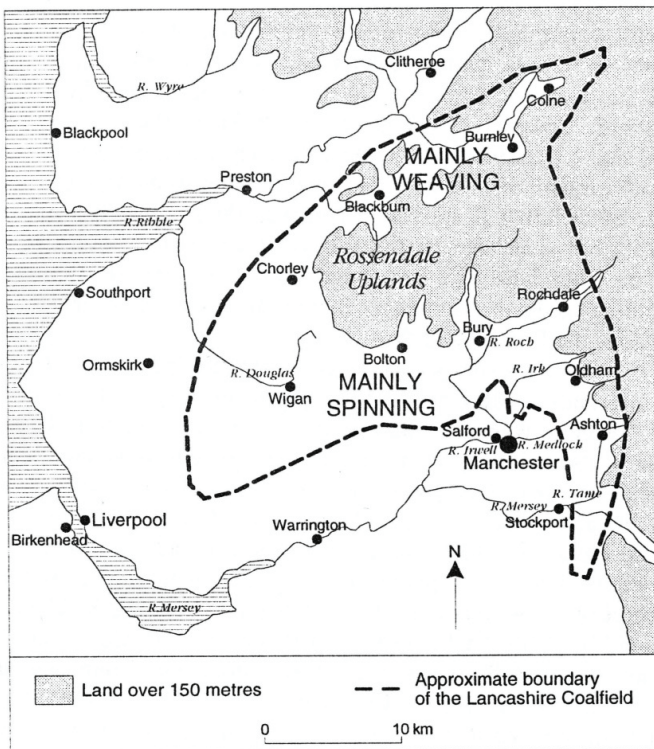 Clitheroe
R. Wyre
Colne
Blackpool
Burnley
MAINLY
WEAVING
Preston
Blackburn
R.Ribble
Rossendale
Uplands
Chorley
Southport
Rochdale
Bury
R. Roch
Bolton
Ormskirk
R. Douglas
R. Irk
Oldham
Wigan
MAINLY
SPINNING
Salford
Ashton
R. Irwell
R. Medlock
Manchester
R. Tame
R. Mersey
Stockport
Liverpool
Birkenhead
Warrington
N
R.Mersey
Land over 150 metres
Approximate boundary
of the Lancashire Coalfield
0 10 km